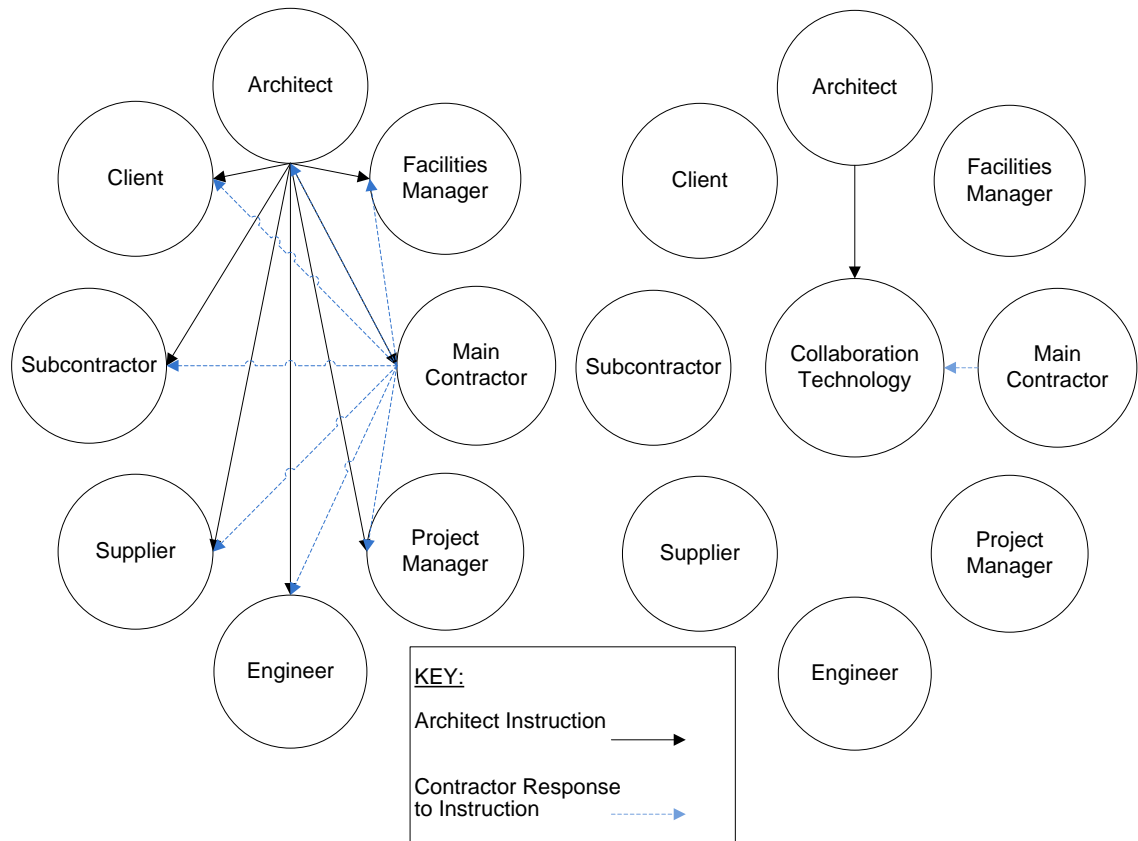 Architect
Client
Facilities
Manager
Subcontractor
Main
Contractor
Supplier
Project
Manager
Engineer
Architect
Client
Facilities
Manager
Subcontractor
Collaboration
Technology
Main
Contractor
Supplier
Project
Manager
Engineer
KEY:
Architect Instruction
Contractor Response
to Instruction